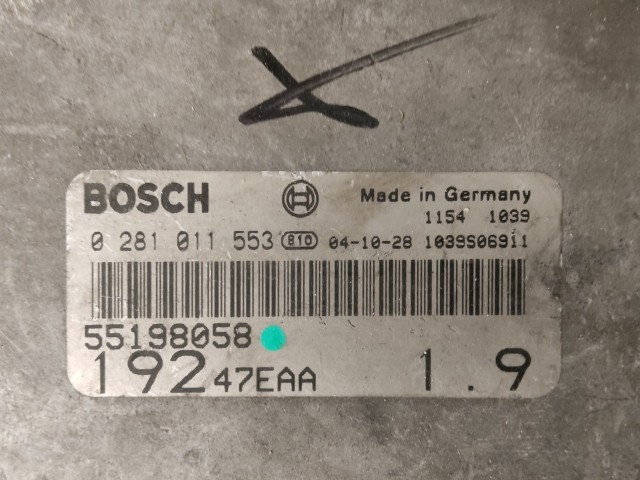 BOSCH Made in Germany
1154 1039
0 281 011 553 810 04-10-28 1039S06911
55198058
192 47EAA 1.9